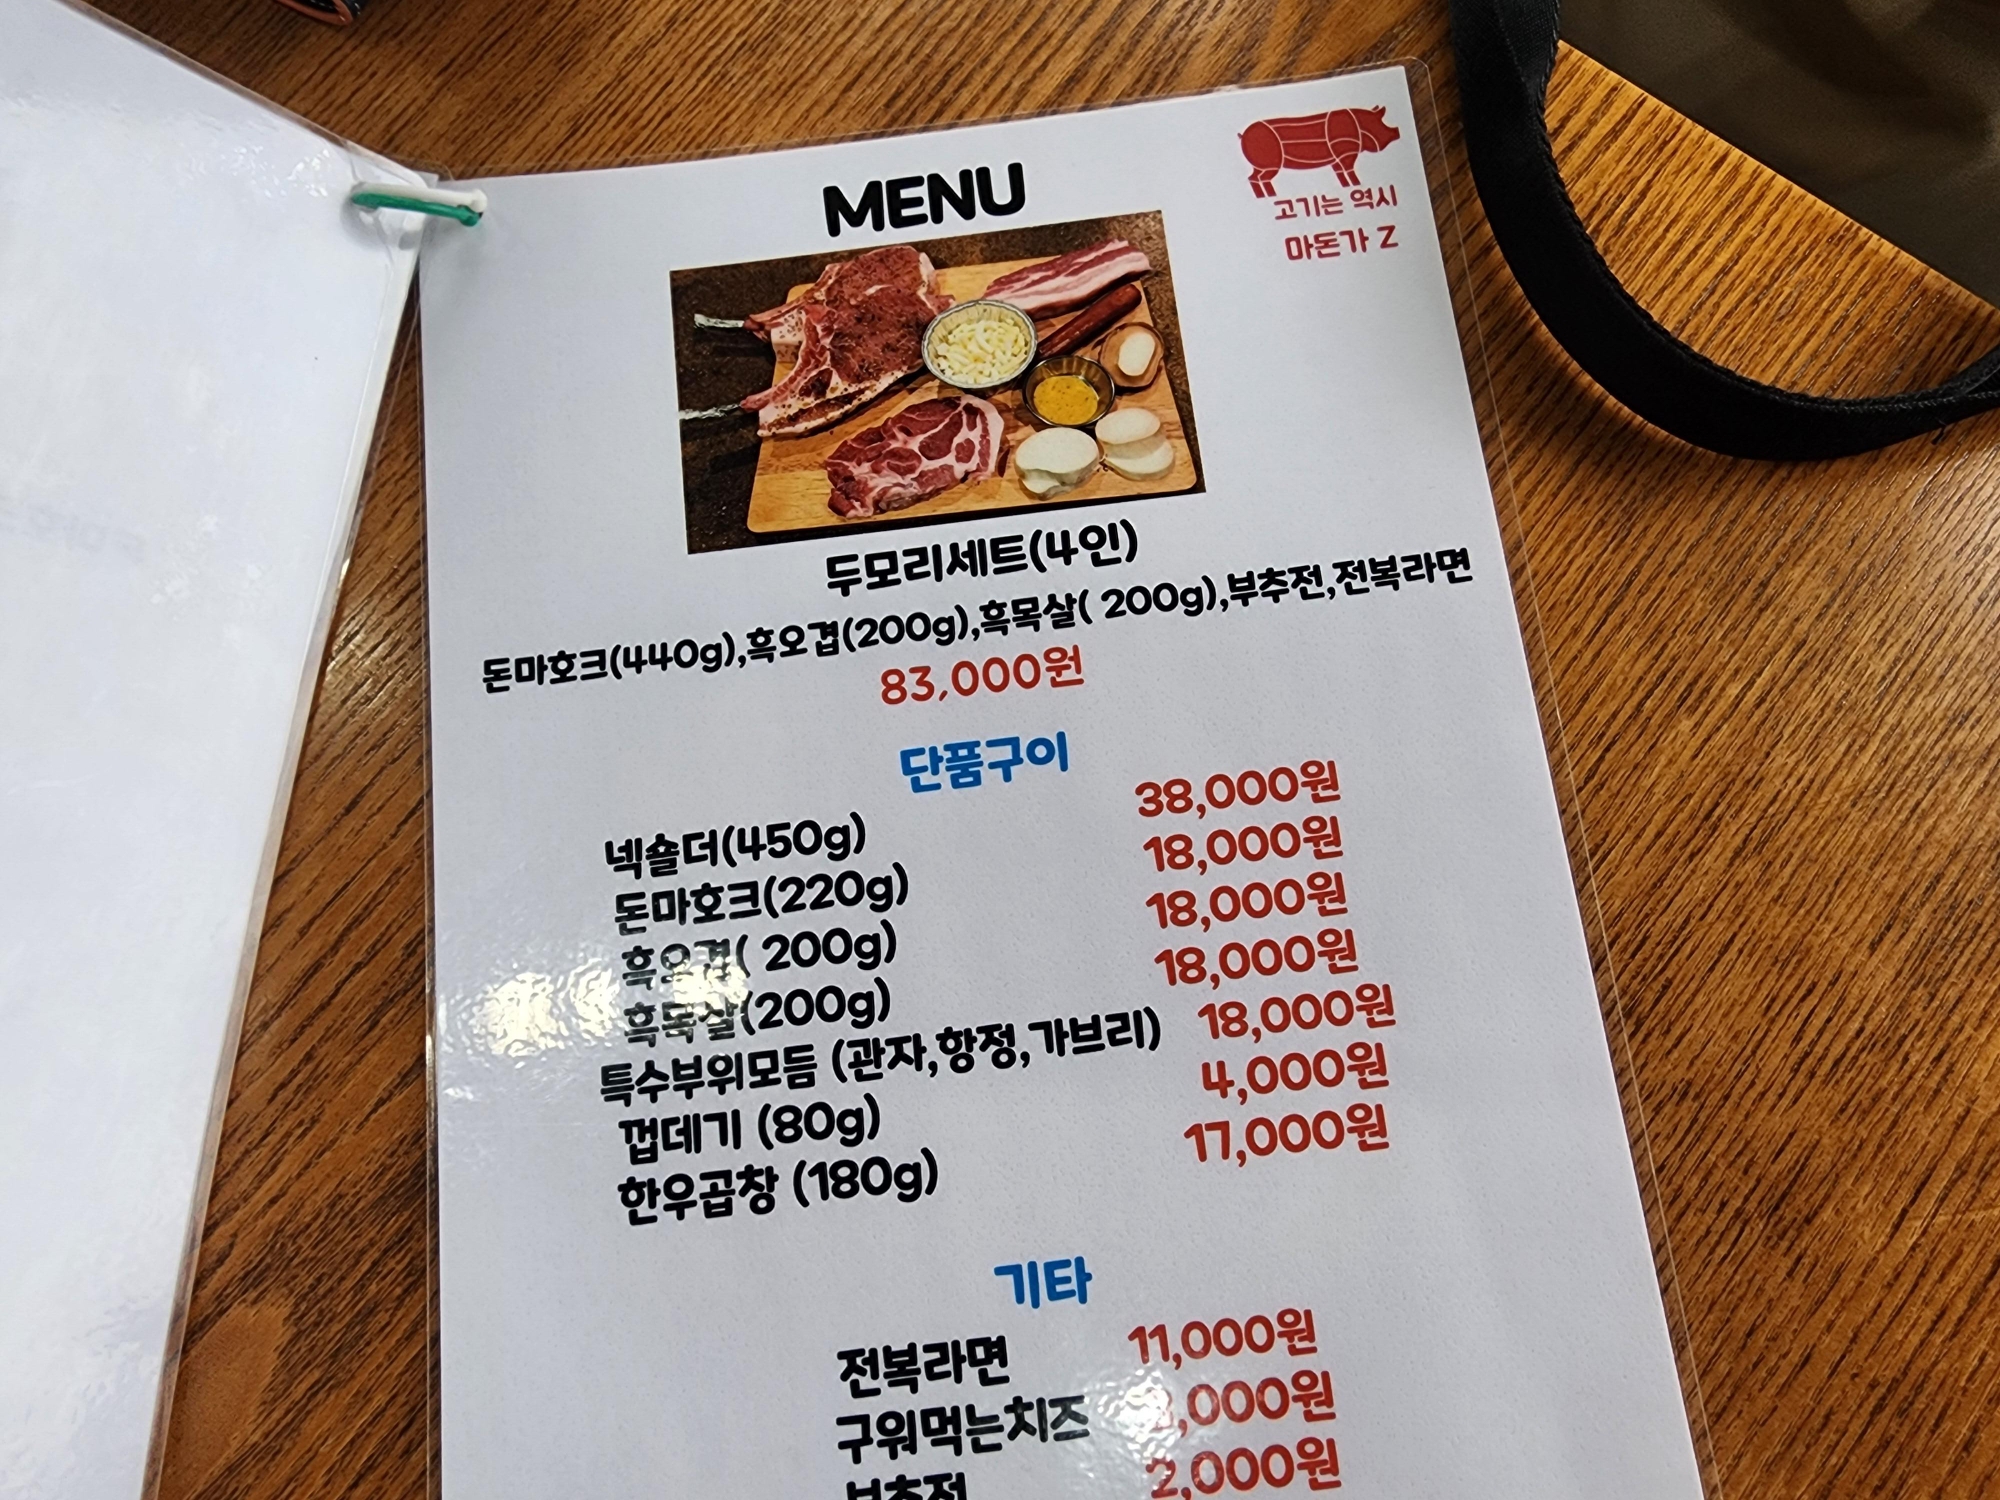 MENU
고기는 역시
마돈가 Z
두모리세트(4인)
돈마호크(440g),흑오겹(200g),흑목살( 200g),부추전,전복라면
83,000원
단품구이
넥숄더(450g) 38,000원
돈마호크(220g) 18,000원
흑오겹( 200g) 18,000원
흑목살(200g) 18,000원
특수부위모듬 (관자,항정,가브리) 18,000원
껍데기 (80g) 4,000원
한우곱창 (180g) 17,000원
기타
전복라면 11,000원
구워먹는치즈
부추전